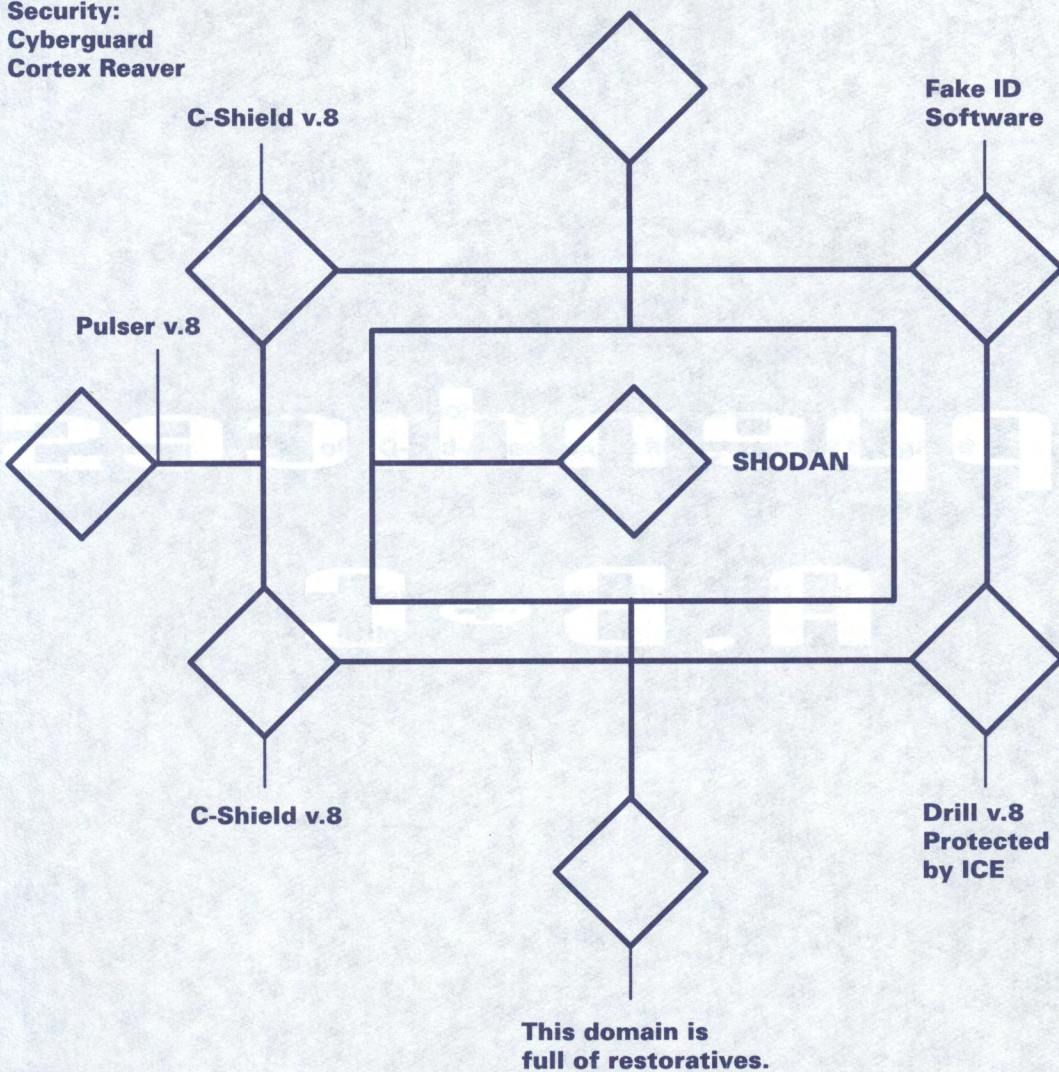 Security:
Cyberguard
Cortex Reaver
C-Shield v.8
Fake ID
Software
Pulser v.8
SHODAN
C-Shield v.8
Drill v.8
Protected
by ICE
This domain is
full of restoratives.